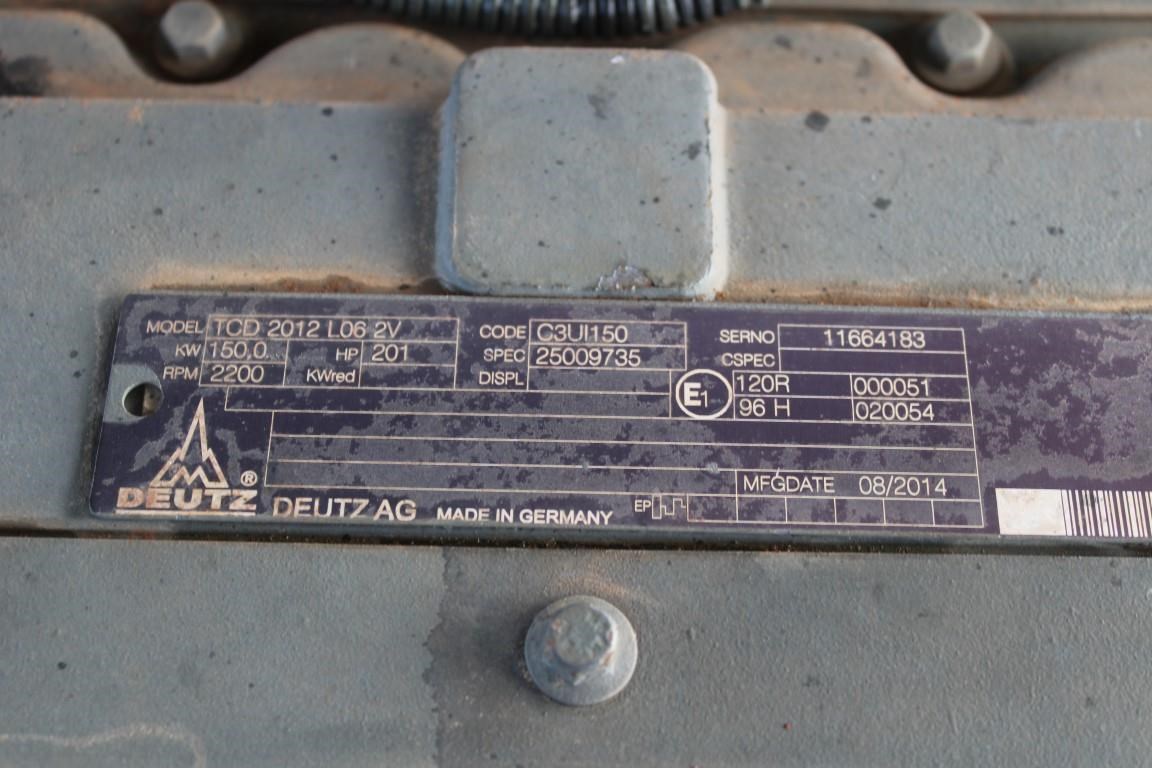 MODEL TCD 2012 L06 2V CODE C3UI150 SERNO 11664183
KW 150,0 HP 201 SPEC 25009735 CSPEC
RPM 2200 KWred DISPL E1 120R 000051
96 H 020054
MFGDATE 08/2014
DEUTZ ® DEUTZ AG MADE IN GERMANY EP